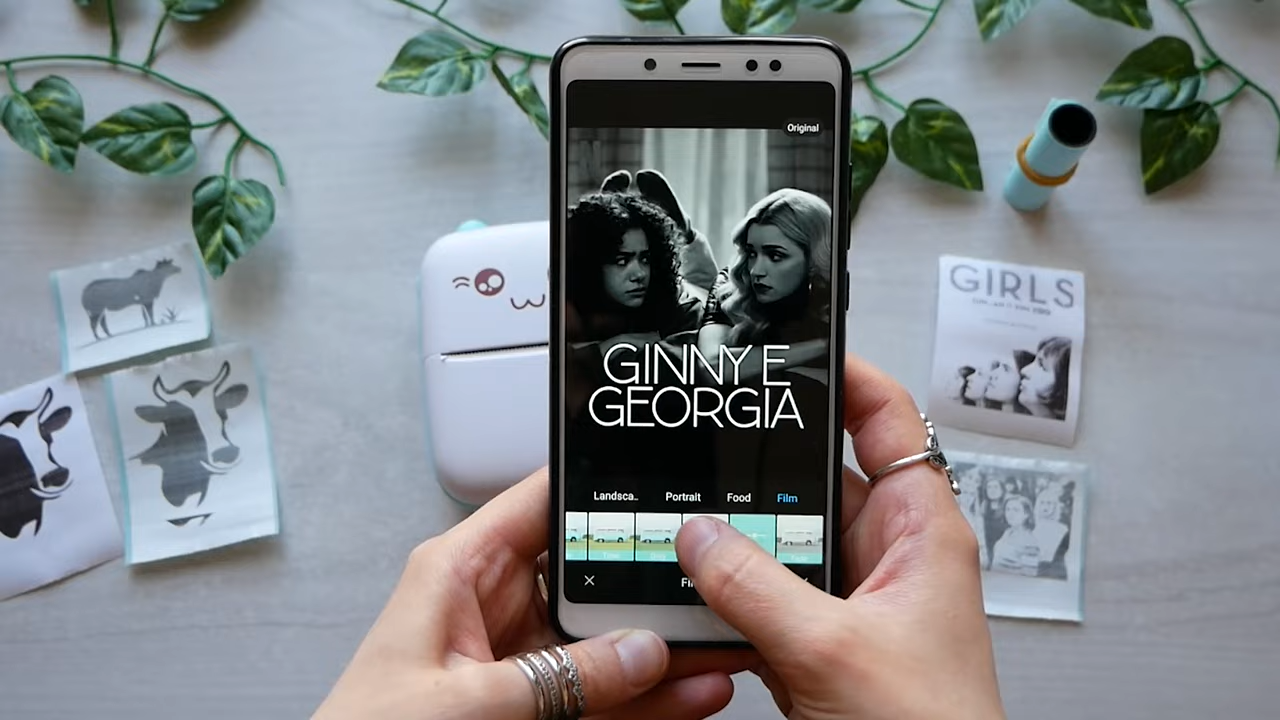 Original
GINNY E
GEORGIA
Landsca..
Portrait
Food
Film
GIRLS